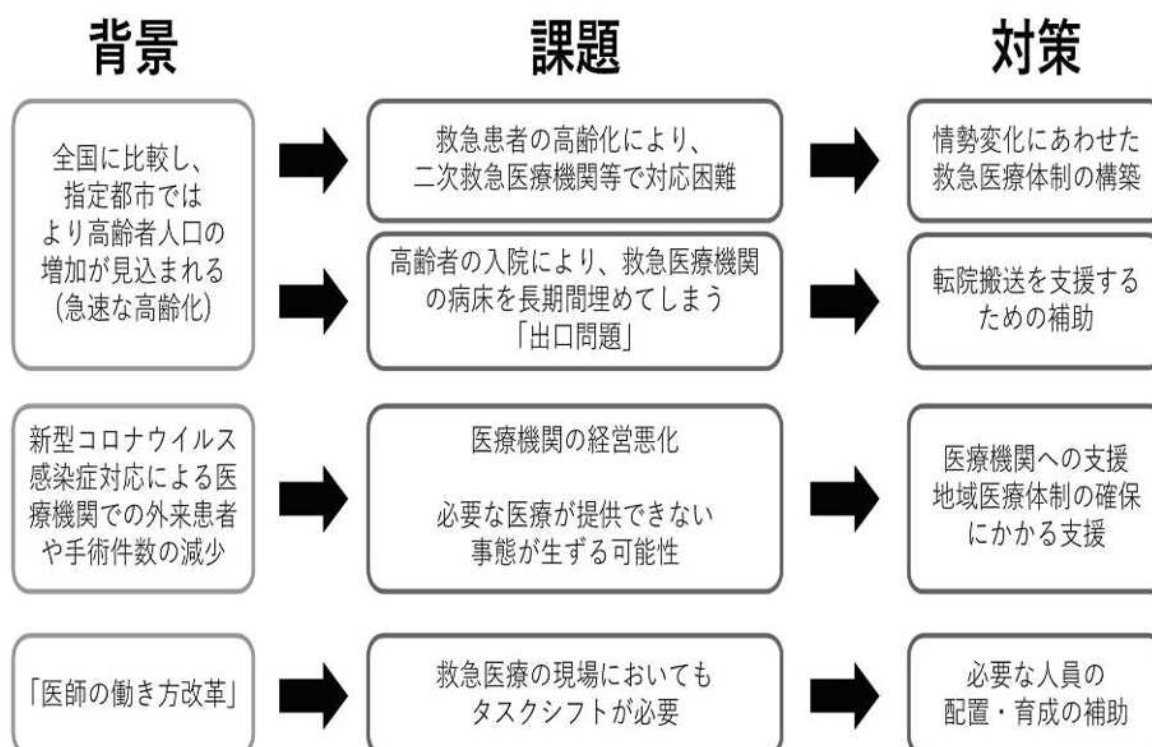 背景
課題
対策
全国に比較し、
指定都市では
より高齢者人口の
増加が見込まれる
(急速な高齢化)
救急患者の高齢化により、
二次救急医療機関等で対応困難
情勢変化にあわせた
救急医療体制の構築
高齢者の入院により、救急医療機関
の病床を長期間埋めてしまう
「出口問題」
転院搬送を支援する
ための補助
新型コロナウイルス
感染症対応による医
療機関での外来患者
や手術件数の減少
医療機関の経営悪化
必要な医療が提供できない
事態が生ずる可能性
医療機関への支援
地域医療体制の確保
にかかる支援
「医師の働き方改革」
救急医療の現場においても
タスクシフトが必要
必要な人員の
配置・育成の補助